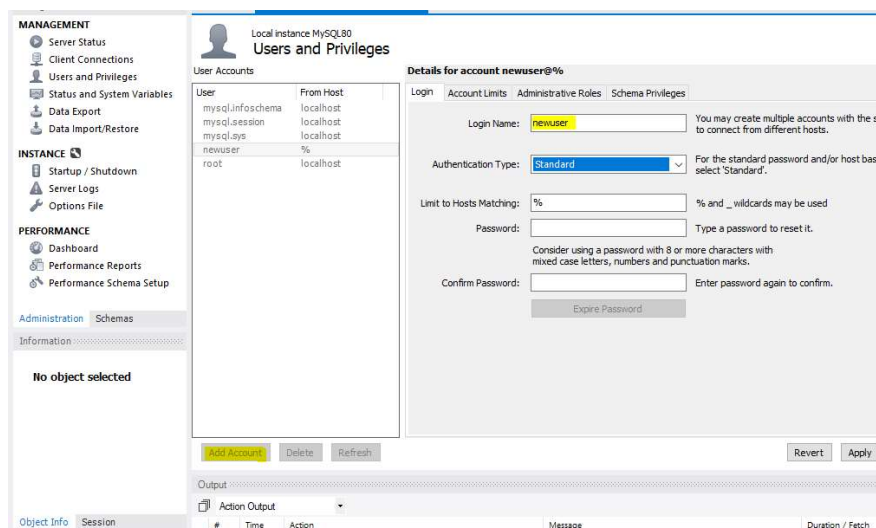 MANAGEMENT
Server Status
Client Connections
Users and Privileges
Status and System Variables
Data Export
Data Import/Restore
INSTANCE
Startup / Shutdown
Server Logs
Options File
PERFORMANCE
Dashboard
Performance Reports
Performance Schema Setup
Administration Schemas
Information
No object selected
Object Info Session
Local instance MySQL80
Users and Privileges
User Accounts
User From Host
mysql.infoschema localhost
mysql.session localhost
mysql.sys localhost
newuser %
root localhost
Add Account Delete Refresh
Details for account newuser@%
Login Account Limits Administrative Roles Schema Privileges
Login Name: newuser You may create multiple accounts with the s
to connect from different hosts.
Authentication Type: Standard For the standard password and/or host bas
select 'Standard'.
Limit to Hosts Matching: % % and _ wildcards may be used
Password: Type a password to reset it.
Consider using a password with 8 or more characters with
mixed case letters, numbers and punctuation marks.
Confirm Password: Enter password again to confirm.
Expire Password
Revert Apply
Output
Action Output
# Time Action Message Duration / Fetch